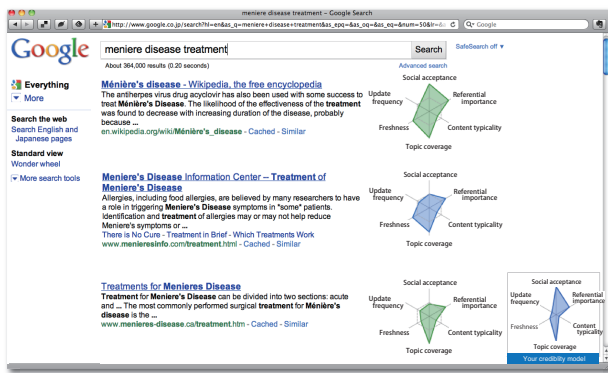 meniere disease treatment – Google Search
http://www.google.co.jp/search?hl=en&as_q=meniere+disease+treatment&as_epq=&as_oq=&as_eq=&num=50&lr=
Google
Google
meniere disease treatment
Search
SafeSearch off ▼
About 364,000 results (0.20 seconds)
Advanced search
Everything
More
Search the web
Search English and
Japanese pages
Standard view
Wonder wheel
More search tools
Ménière's disease - Wikipedia, the free encyclopedia
The antiherpes virus drug acyclovir has also been used with some success to
treat Ménière's Disease. The likelihood of the effectiveness of the treatment
was found to decrease with increasing duration of the disease, probably
because ...
en.wikipedia.org/wiki/Ménière's_disease - Cached - Similar
Social acceptance
Update
frequency
Referential
importance
Freshness
Content typicality
Topic coverage
Meniere's Disease Information Center -- Treatment of
Meniere's Disease
Allergies, including food allergies, are believed by many researchers to have
a role in triggering Meniere's Disease symptoms in *some* patients.
Identification and treatment of allergies may or may not help reduce
Meniere's symptoms or ...
There is No Cure - Treatment in Brief - Which Treatments Work
www.menieresinfo.com/treatment.html - Cached - Similar
Social acceptance
Update
frequency
Referential
importance
Freshness
Content typicality
Topic coverage
Treatments for Menieres Disease
Treatment for Meniere's Disease can be divided into two sections: acute
and ... The most commonly performed surgical treatment for Ménière's
disease is the ...
www.menieres-disease.ca/treatment.htm - Cached - Similar
Social acceptance
Update
frequency
Referential
importance
Freshness
Content typicality
Topic coverage
Social acceptance
Update
frequency
Referential
importance
Freshness
Content
typicality
Topic coverage
Your crediblity model